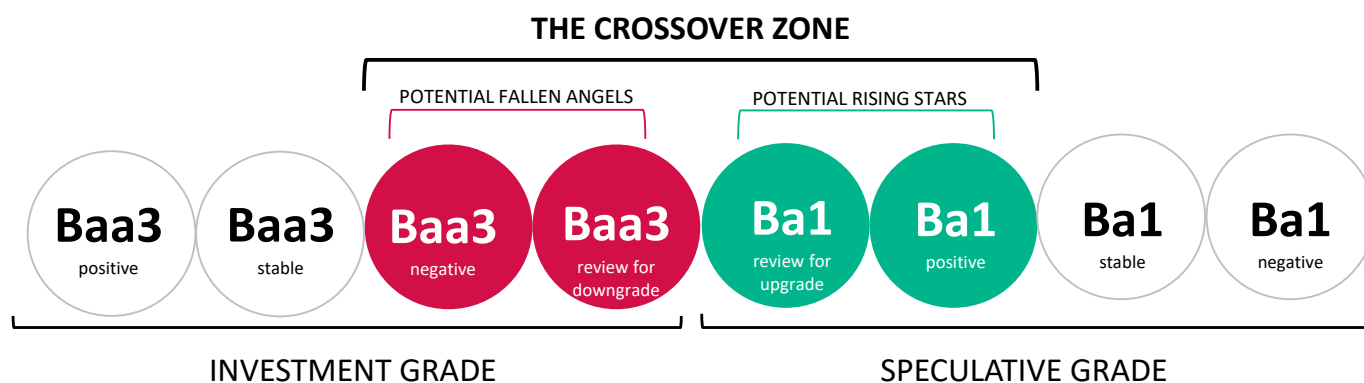 THE CROSSOVER ZONE
POTENTIAL FALLEN ANGELS
POTENTIAL RISING STARS
Baa3
positive
Baa3
stable
Baa3
negative
Baa3
review for
downgrade
Ba1
review for
upgrade
Ba1
positive
Ba1
stable
Ba1
negative
INVESTMENT GRADE
SPECULATIVE GRADE